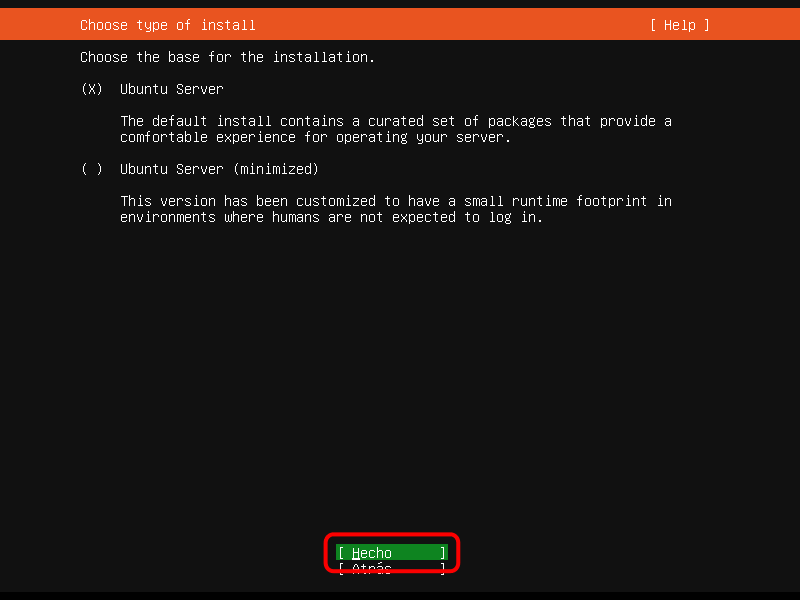 Choose type of install [ Help ]
Choose the base for the installation.
(X) Ubuntu Server
The default install contains a curated set of packages that provide a
comfortable experience for operating your server.
( ) Ubuntu Server (minimized)
This version has been customized to have a small runtime footprint in
environments where humans are not expected to log in.
[ Hecho ]
[ Atrás ]